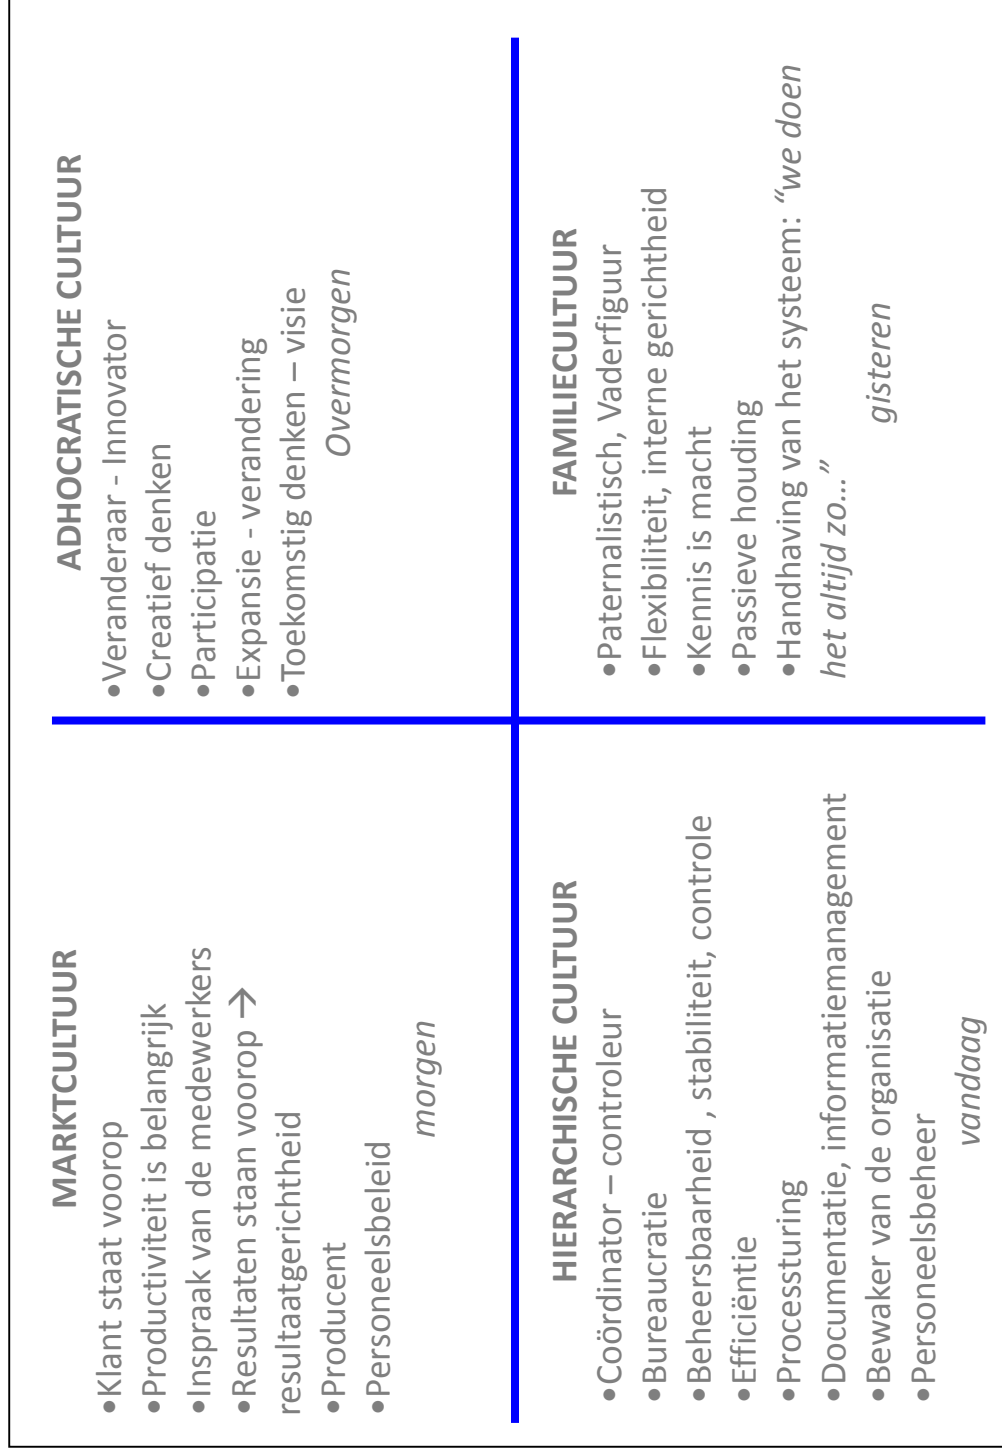 MARKTCULTUUR
•Klant staat voorop
•Productiviteit is belangrijk
•Inspraak van de medewerkers
•Resultaten staan voorop →
resultaatgerichtheid
•Producent
•Personeelsbeleid
morgen
ADHOCRATISCHE CULTUUR
•Veranderaar - Innovator
•Creatief denken
•Participatie
•Expansie - verandering
•Toekomstig denken – visie
Overmorgen
HIERARCHISCHE CULTUUR
•Coördinator – controleur
•Bureaucratie
•Beheersbaarheid , stabiliteit, controle
•Efficiëntie
•Processturing
•Documentatie, informatiemanagement
•Bewaker van de organisatie
•Personeelsbeheer
vandaag
FAMILIECULTUUR
•Paternalistisch, Vaderfiguur
•Flexibiliteit, interne gerichtheid
•Kennis is macht
•Passieve houding
•Handhaving van het systeem: “we doen
het altijd zo…”
gisteren